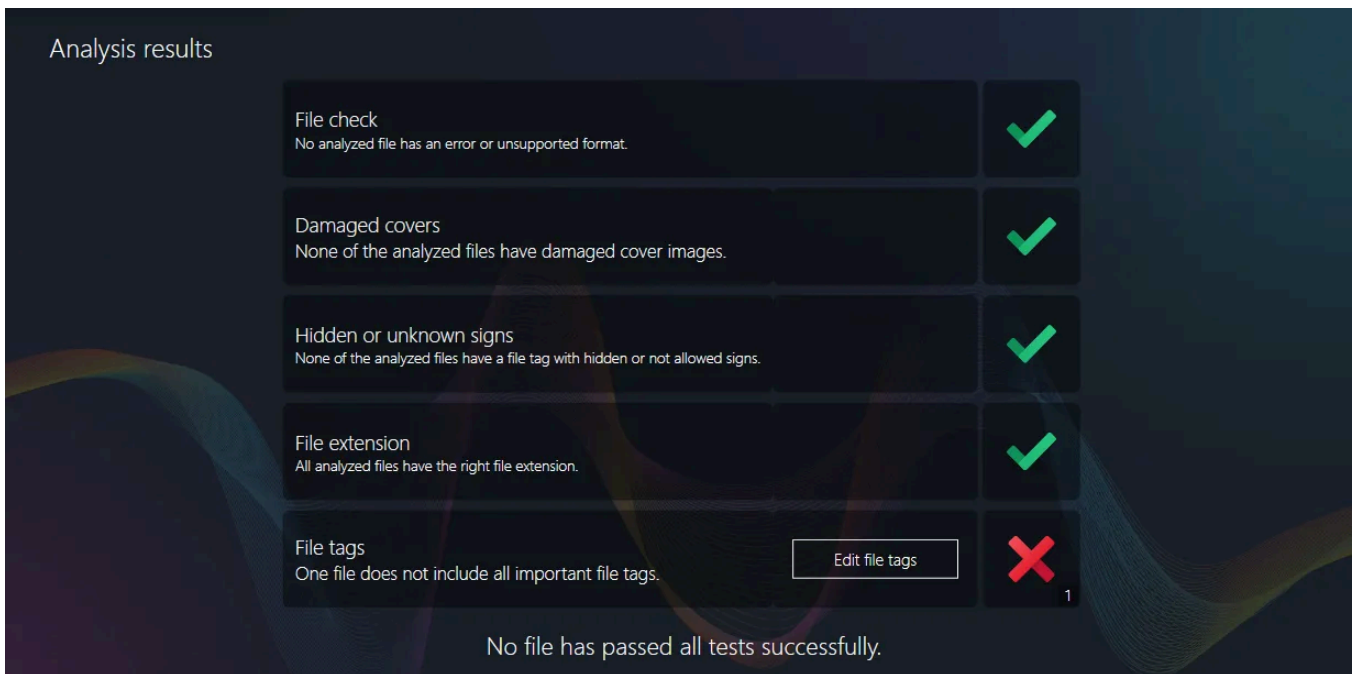 Analysis results
File check
No analyzed file has an error or unsupported format.
Damaged covers
None of the analyzed files have damaged cover images.
Hidden or unknown signs
None of the analyzed files have a file tag with hidden or not allowed signs.
File extension
All analyzed files have the right file extension.
File tags
One file does not include all important file tags.
Edit file tags
1
No file has passed all tests successfully.